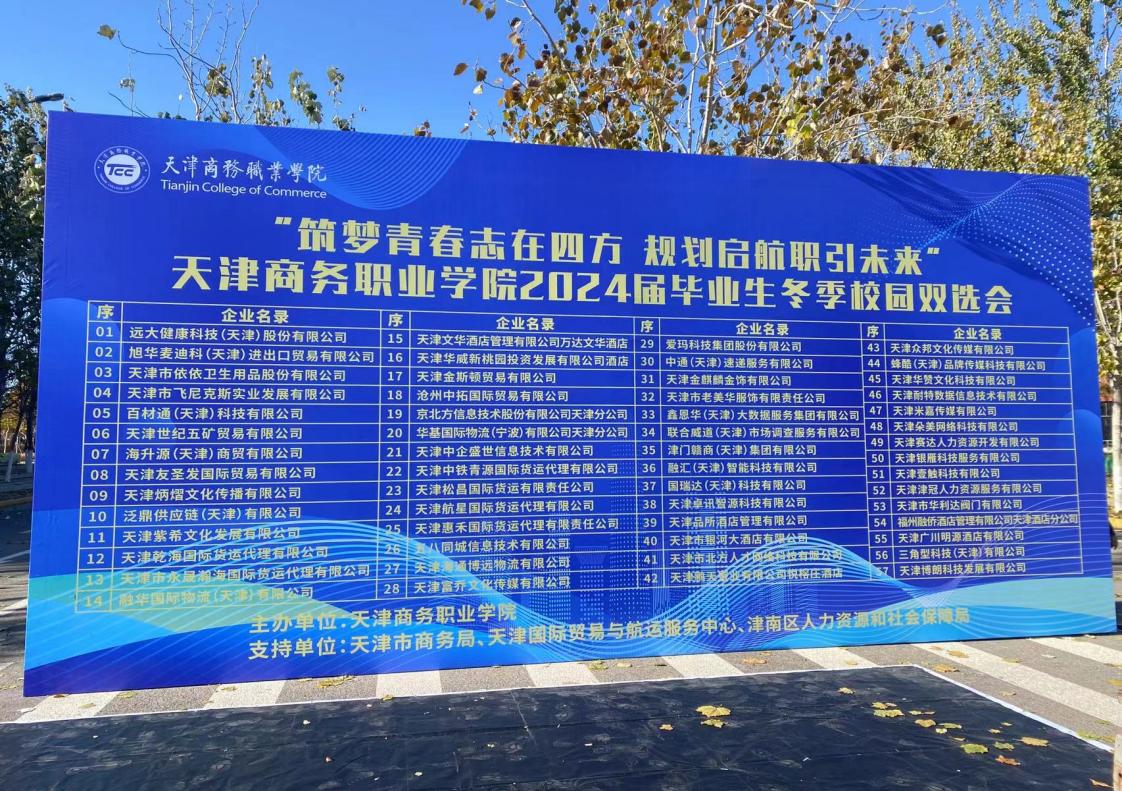 天津商務職業學院
Tianjin College of Commerce
TCC
“筑梦青春志在四方 规划启航职引未来“
天津商务职业学院2024届毕业生冬季校园双选会
序 企业名录
01 远大健康科技(天津)股份有限公司
02 旭华麦迪科(天津)进出口贸易有限公司
03 天津市依依卫生用品股份有限公司
04 天津市飞尼克斯实业发展有限公司
05 百材通(天津)科技有限公司
06 天津世纪五矿贸易有限公司
07 海升源(天津)商贸有限公司
08 天津友圣发国际贸易有限公司
09 天津炳熠文化传播有限公司
10 泛鼎供应链(天津)有限公司
11 天津紫希文化发展有限公司
12 天津乾海国际货运代理有限公司
13 天津市永晟瀚海国际货运代理有限公司
14 融华国际物流(天津)有限公司
序 企业名录
15 天津文华酒店管理有限公司万达文华酒店
16 天津华威新桃园投资发展有限公司酒店
17 天津金斯顿贸易有限公司
18 沧州中拓国际贸易有限公司
19 京北方信息技术股份有限公司天津分公司
20 华基国际物流(宁波)有限公司天津分公司
21 天津中企盛世信息技术有限公司
22 天津中铁青源国际货运代理有限公司
23 天津松昌国际货运有限责任公司
24 天津航星国际货运代理有限公司
25 天津惠禾国际货运代理有限责任公司
26 五八同城信息技术有限公司
27 天津海通博远物流有限公司
28 天津富乔文化传媒有限公司
序 企业名录
29 爱玛科技集团股份有限公司
30 中通(天津)速递服务有限公司
31 天津金麒麟金饰有限公司
32 天津市老美华服饰有限责任公司
33 鑫恩华(天津)大数据服务集团有限公司
34 联合威道(天津)市场调查服务有限公司
35 津门赣商(天津)集团有限公司
36 融汇(天津)智能科技有限公司
37 国瑞达(天津)科技有限公司
38 天津卓讯智源科技有限公司
39 天津品所酒店管理有限公司
40 天津市银河大酒店有限公司
41 天津市北方人才网络科技有限公司
42 天津鹏天置业有限公司锐格庄酒店
序 企业名录
43 天津众邦文化传媒有限公司
44 蜂酷(天津)品牌传媒科技有限公司
45 天津华赞文化科技有限公司
46 天津耐特数据信息技术有限公司
47 天津米嘉传媒有限公司
48 天津朵美网络科技有限公司
49 天津赛达人力资源开发有限公司
50 天津银雁科技服务有限公司
51 天津壹触科技有限公司
52 天津津冠人力资源服务有限公司
53 天津市华利达阀门有限公司
54 福州融侨酒店管理有限公司天津酒店分公司
55 天津广川明源酒店有限公司
56 三角型科技(天津)有限公司
57 天津博朗科技发展有限公司
主办单位:天津商务职业学院
支持单位:天津市商务局、天津国际贸易与航运服务中心、津南区人力资源和社会保障局